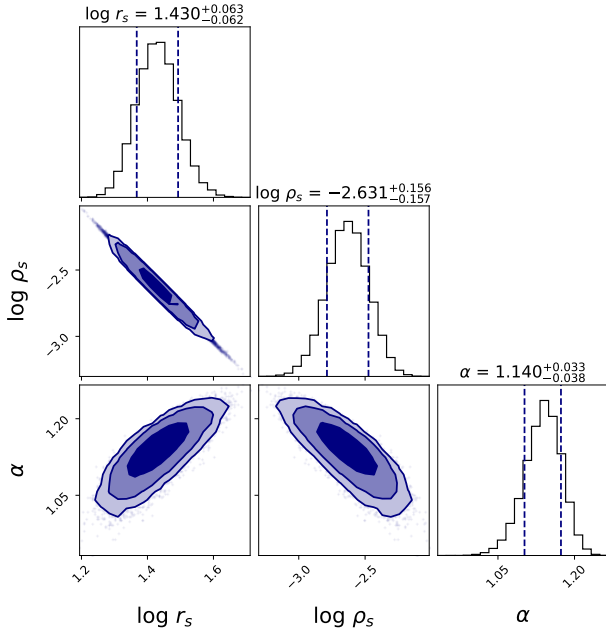 log r_s = 1.430^{+0.063}_{-0.062}
log ρ_s = −2.631^{+0.156}_{-0.157}
log ρ_s
−2.5
−3.0
α = 1.140^{+0.033}_{-0.038}
α
1.20
1.05
1.2
1.4
1.6
−3.0
−2.5
1.05
1.20
log r_s
log ρ_s
α